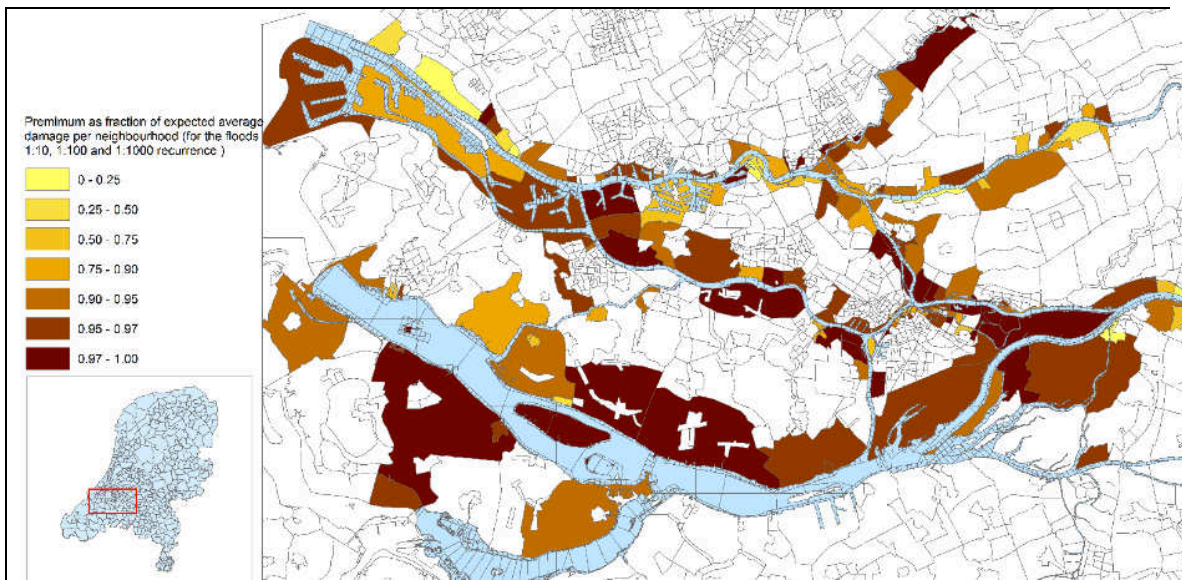 Premimum as fraction of expected average
damage per neighbourhood (for the floods
1:10, 1:100 and 1:1000 recurrence )
0 - 0.25
0.25 - 0.50
0.50 - 0.75
0.75 - 0.90
0.90 - 0.95
0.95 - 0.97
0.97 - 1.00